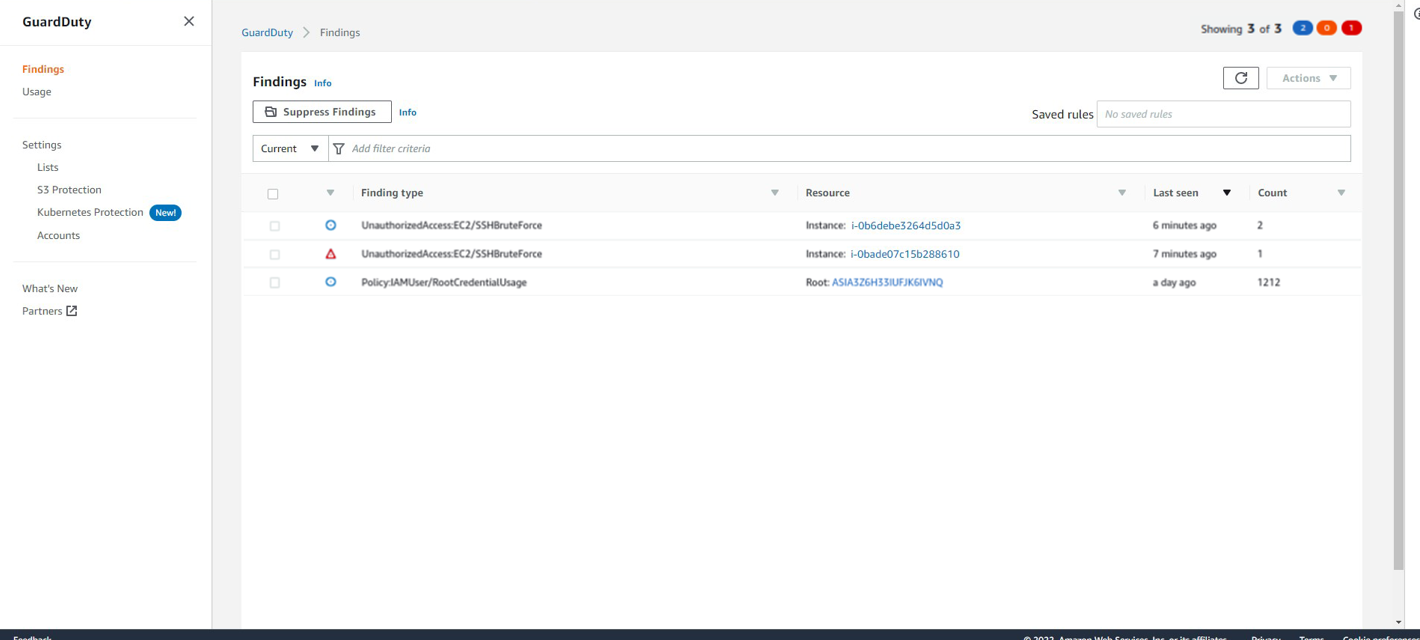 GuardDuty
Findings
Usage
Settings
Lists
S3 Protection
Kubernetes Protection New!
Accounts
What's New
Partners
GuardDuty Findings
Showing 3 of 3 2 0 1
Findings Info
Actions
Suppress Findings Info
Saved rules No saved rules
Current Add filter criteria
Finding type Resource Last seen Count
UnauthorizedAccess:EC2/SSHBruteForce Instance: i-0b6debe3264d5d0a3 6 minutes ago 2
UnauthorizedAccess:EC2/SSHBruteForce Instance: i-0bade07c15b288610 7 minutes ago 1
Policy:IAMUser/RootCredentialUsage Root: ASIA3Z6H33IUFJK6IVNQ a day ago 1212
Feedback © 2022, Amazon Web Services, Inc. or its affiliates. Privacy Terms Cookie preferences